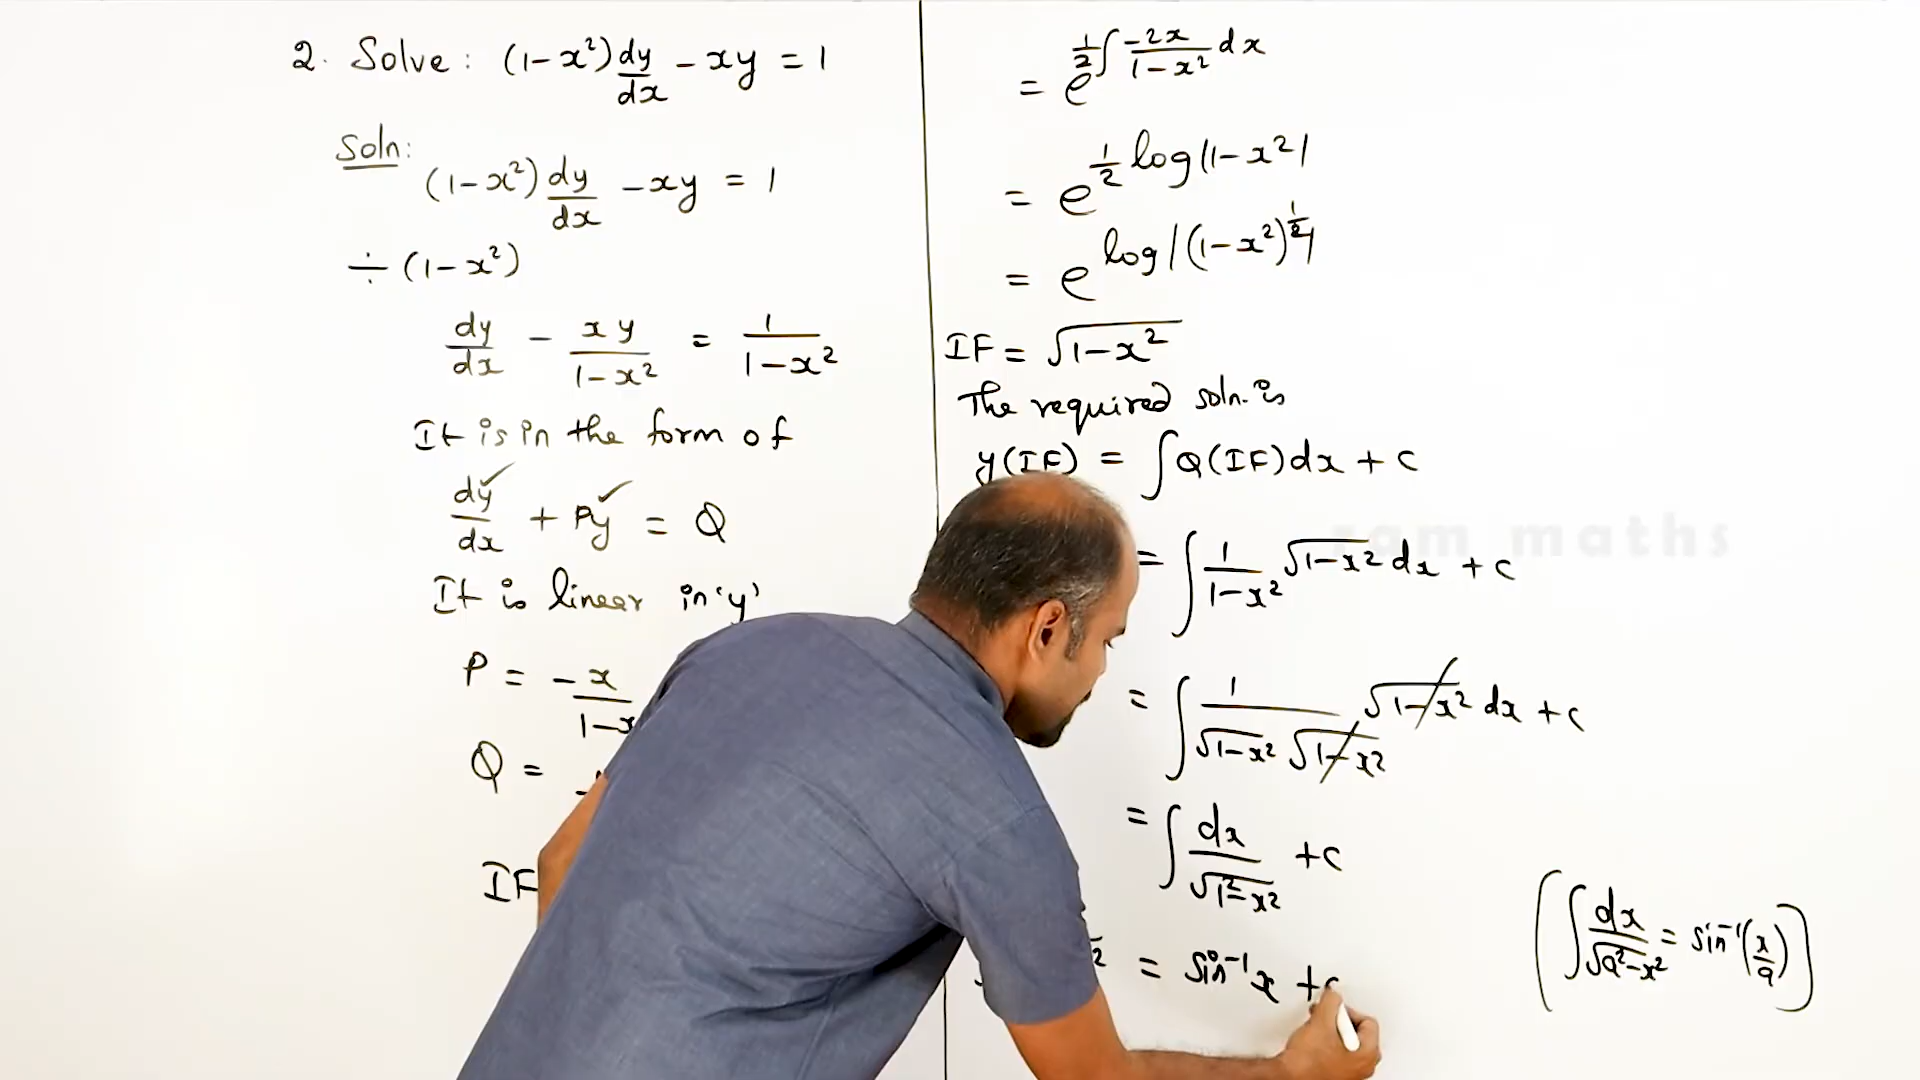 2. Solve: (1-x²) dy/dx - xy = 1
Soln:
(1-x²) dy/dx - xy = 1
÷ (1-x²)
dy/dx - xy/1-x² = 1/1-x²
It is in the form of
dy/dx + Py = Q
It is linear in 'y'
P = -x/1-x
Q =
IF
= e^½∫-2x/1-x² dx
= e^½ log|1-x²|
= e^log|(1-x²)^½|
IF = √1-x²
The required soln. is
y(IF) = ∫Q(IF)dx + c
= ∫1/1-x² √1-x² dx + c
= ∫1/√1-x² √1-x² √1-x² dx + c
= ∫dx/√1²-x² + c
2 = sin⁻¹x + c
(∫dx/√a²-x² = sin⁻¹(x/a))
ram maths